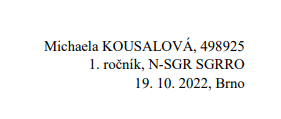 Michaela KOUSALOVÁ, 498925
1. ročník, N-SGR SGRRO
19. 10. 2022, Brno